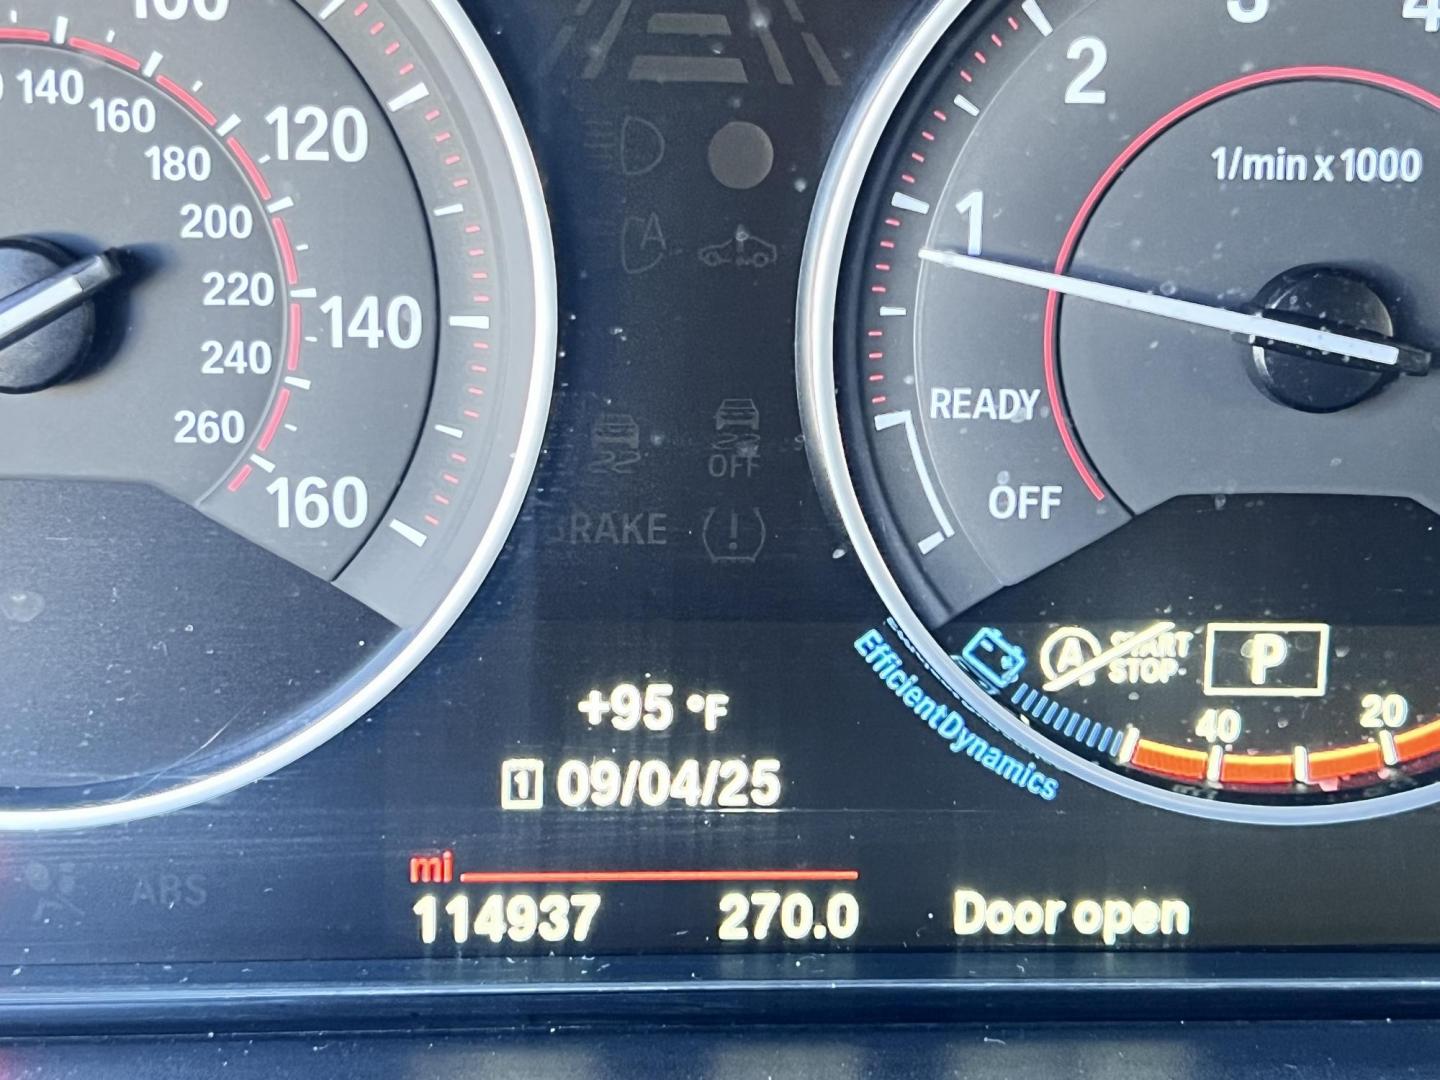 140
160
180
200
220
240
260
120
140
160
1
2
1/min x 1000
READY
OFF
OFF
BRAKE
A
A START STOP
P
40
20
EfficientDynamics
+95 °F
1 09/04/25
mi
114937 270.0
Door open
ABS